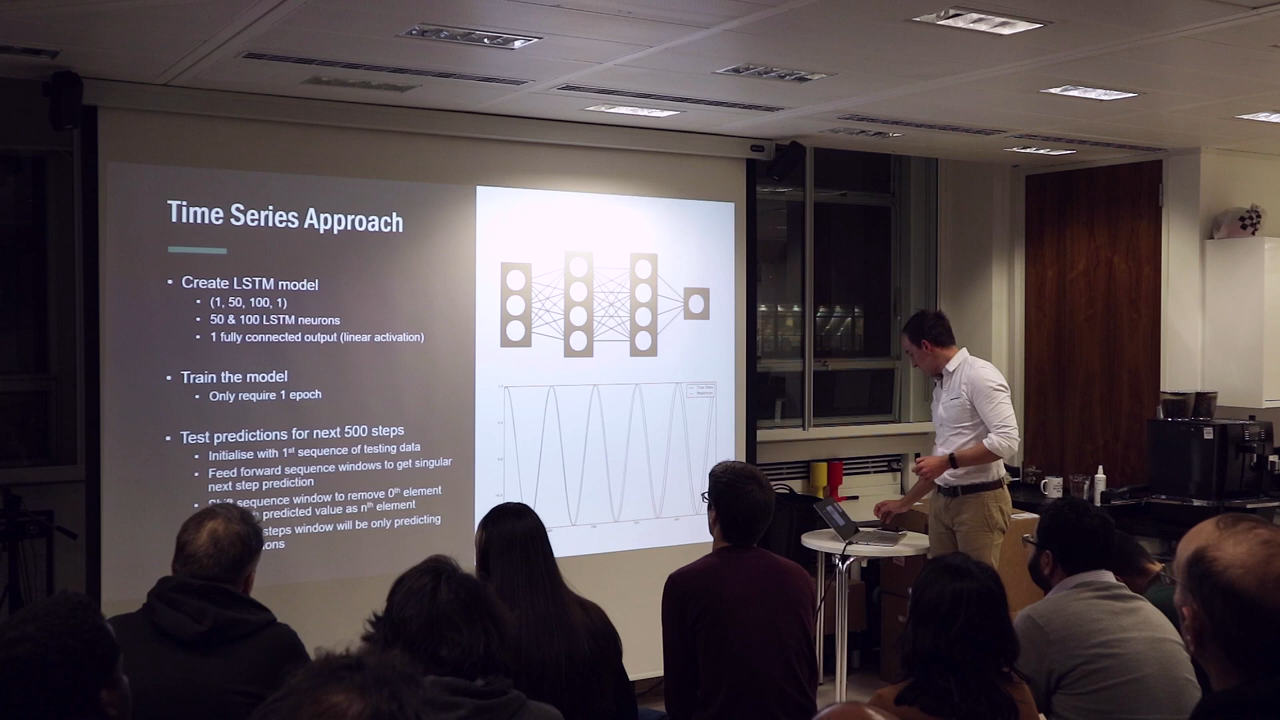 Time Series Approach
Create LSTM model
(1, 50, 100, 1)
50 & 100 LSTM neurons
1 fully connected output (linear activation)
Train the model
Only require 1 epoch
Test predictions for next 500 steps
Initialise with 1st sequence of testing data
Feed forward sequence windows to get singular
next step prediction
sequence window to remove 0th element
predicted value as nth element
steps window will be only predicting